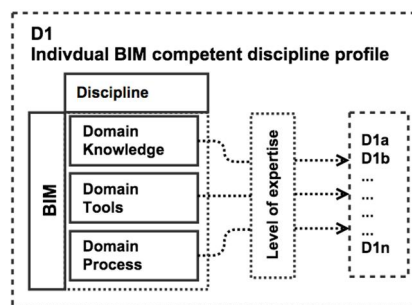 D1
Indivdual BIM competent discipline profile
Discipline
BIM
Domain
Knowledge
Domain
Tools
Domain
Process
Level of expertise
D1a
D1b
...
...
...
D1n